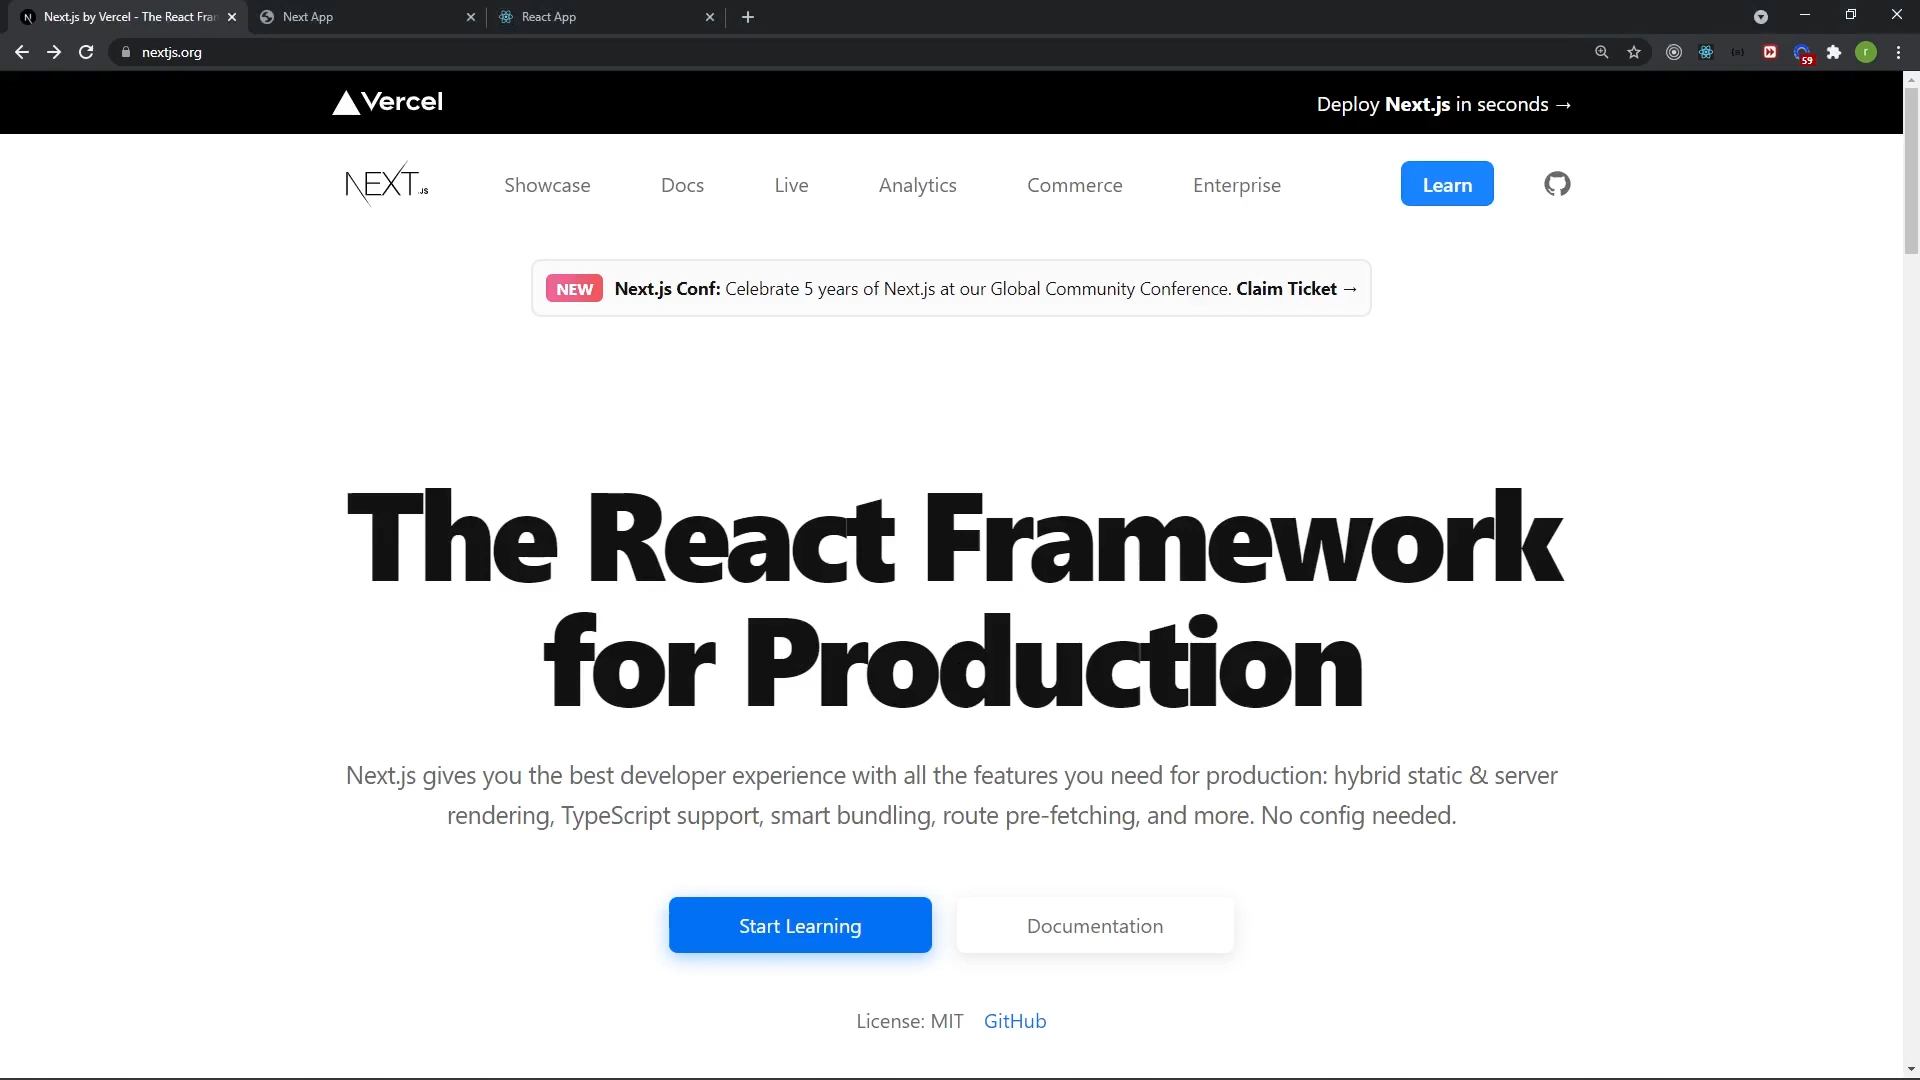 Next.js by Vercel - The React Fran
Next App
React App
nextjs.org
59
r
Vercel
Deploy Next.js in seconds →
NEXT.JS
Showcase
Docs
Live
Analytics
Commerce
Enterprise
Learn
NEW Next.js Conf: Celebrate 5 years of Next.js at our Global Community Conference. Claim Ticket →
The React Framework
for Production
Next.js gives you the best developer experience with all the features you need for production: hybrid static & server
rendering, TypeScript support, smart bundling, route pre-fetching, and more. No config needed.
Start Learning
Documentation
License: MIT GitHub